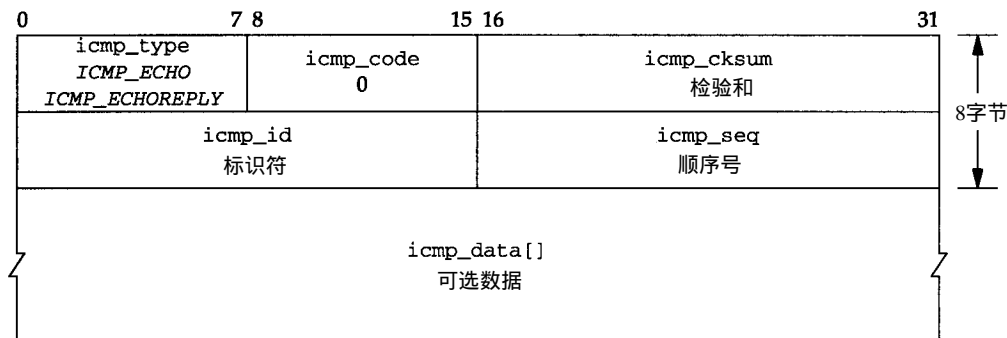 0 7 8 15 16 31
icmp_type
ICMP_ECHO
ICMP_ECHOREPLY
icmp_code
0
icmp_cksum
检验和
8字节
icmp_id
标识符
icmp_seq
顺序号
icmp_data[]
可选数据